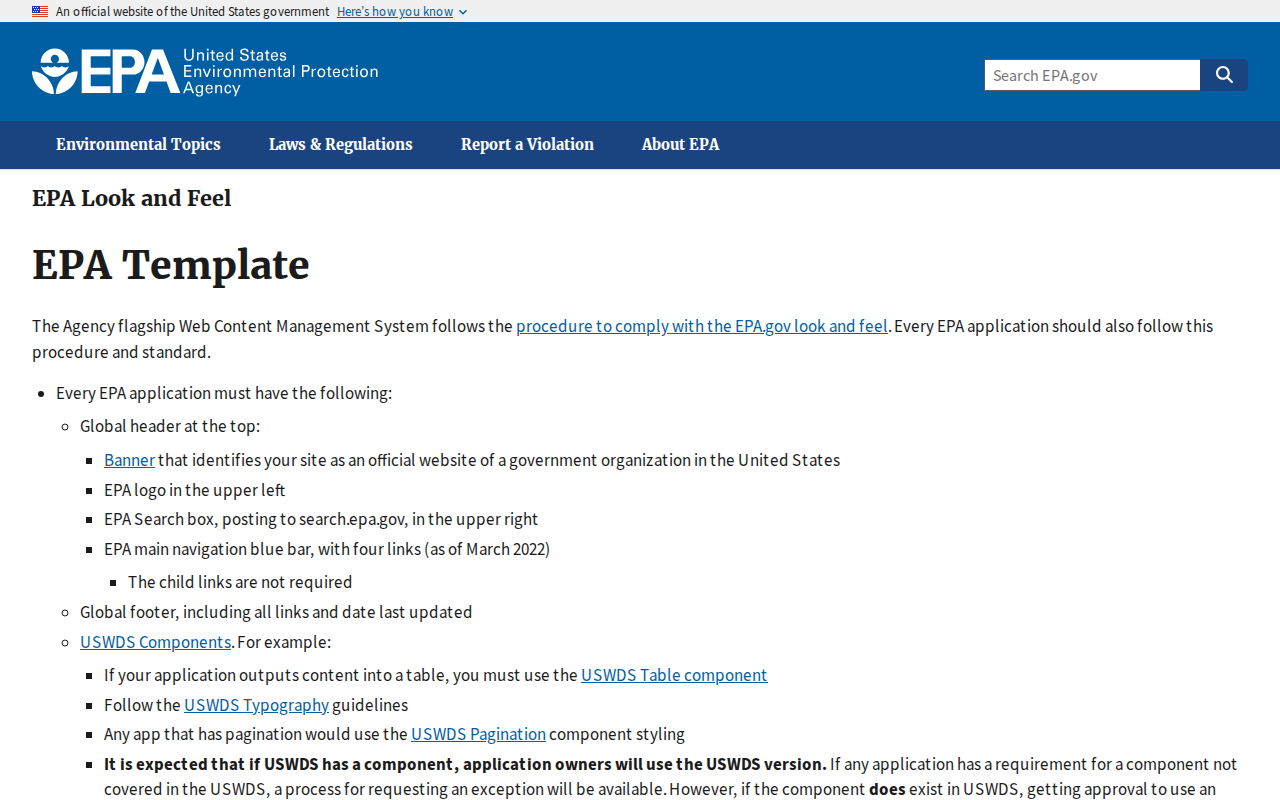 An official website of the United States government Here's how you know
EPA United States
Environmental Protection
Agency
Search EPA.gov
Environmental Topics Laws & Regulations Report a Violation About EPA
EPA Look and Feel
EPA Template
The Agency flagship Web Content Management System follows the procedure to comply with the EPA.gov look and feel. Every EPA application should also follow this
procedure and standard.
Every EPA application must have the following:
Global header at the top:
Banner that identifies your site as an official website of a government organization in the United States
EPA logo in the upper left
EPA Search box, posting to search.epa.gov, in the upper right
EPA main navigation blue bar, with four links (as of March 2022)
The child links are not required
Global footer, including all links and date last updated
USWDS Components. For example:
If your application outputs content into a table, you must use the USWDS Table component
Follow the USWDS Typography guidelines
Any app that has pagination would use the USWDS Pagination component styling
It is expected that if USWDS has a component, application owners will use the USWDS version. If any application has a requirement for a component not
covered in the USWDS, a process for requesting an exception will be available. However, if the component does exist in USWDS, getting approval to use an